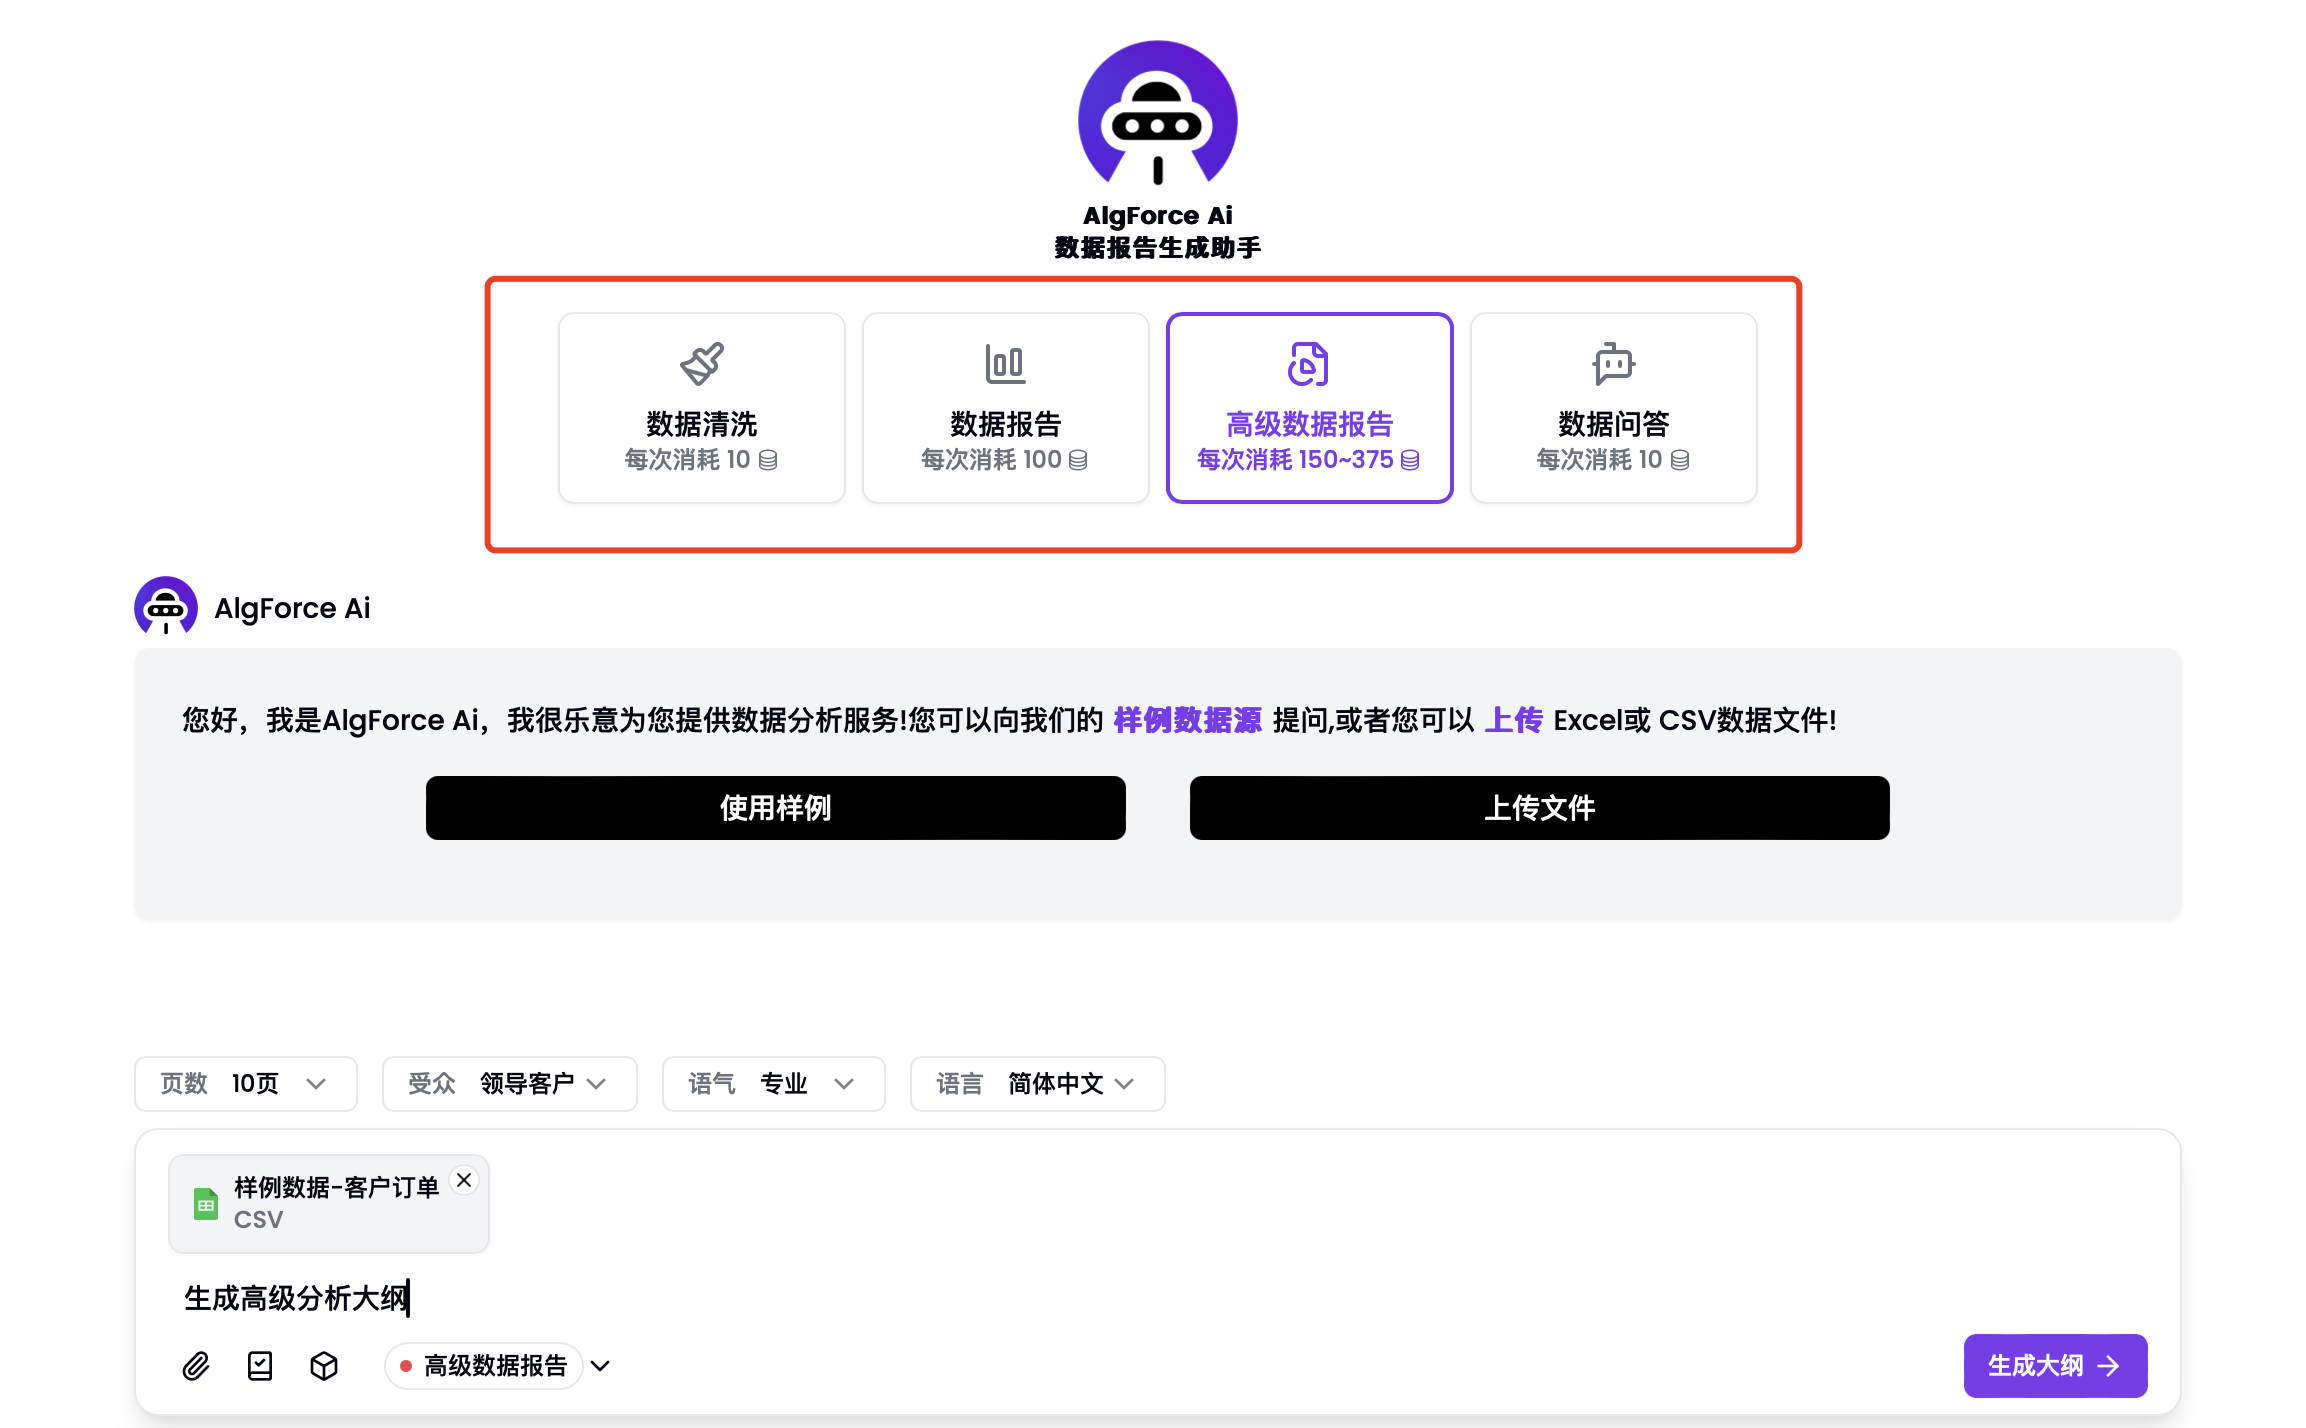 AlgForce Ai
数据报告生成助手
数据清洗
每次消耗 10
数据报告
每次消耗 100
高级数据报告
每次消耗 150~375
数据问答
每次消耗 10
AlgForce Ai
您好，我是AlgForce Ai，我很乐意为您提供数据分析服务!您可以向我们的 样例数据源 提问,或者您可以 上传 Excel或 CSV数据文件!
使用样例
上传文件
页数 10页
受众 领导客户
语气 专业
语言 简体中文
样例数据-客户订单
CSV
生成高级分析大纲
高级数据报告
生成大纲